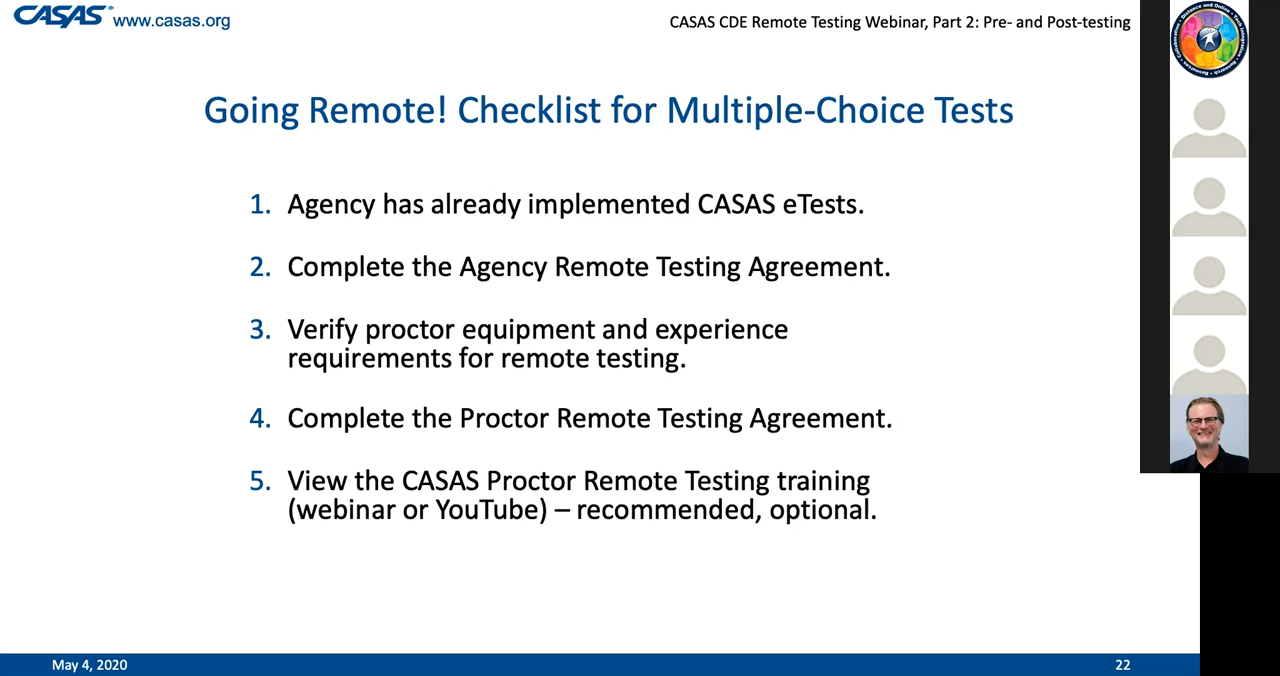 CASAS www.casas.org
CASAS CDE Remote Testing Webinar, Part 2: Pre- and Post-testing
Going Remote! Checklist for Multiple-Choice Tests
1. Agency has already implemented CASAS eTests.
2. Complete the Agency Remote Testing Agreement.
3. Verify proctor equipment and experience
requirements for remote testing.
4. Complete the Proctor Remote Testing Agreement.
5. View the CASAS Proctor Remote Testing training
(webinar or YouTube) – recommended, optional.
May 4, 2020
22